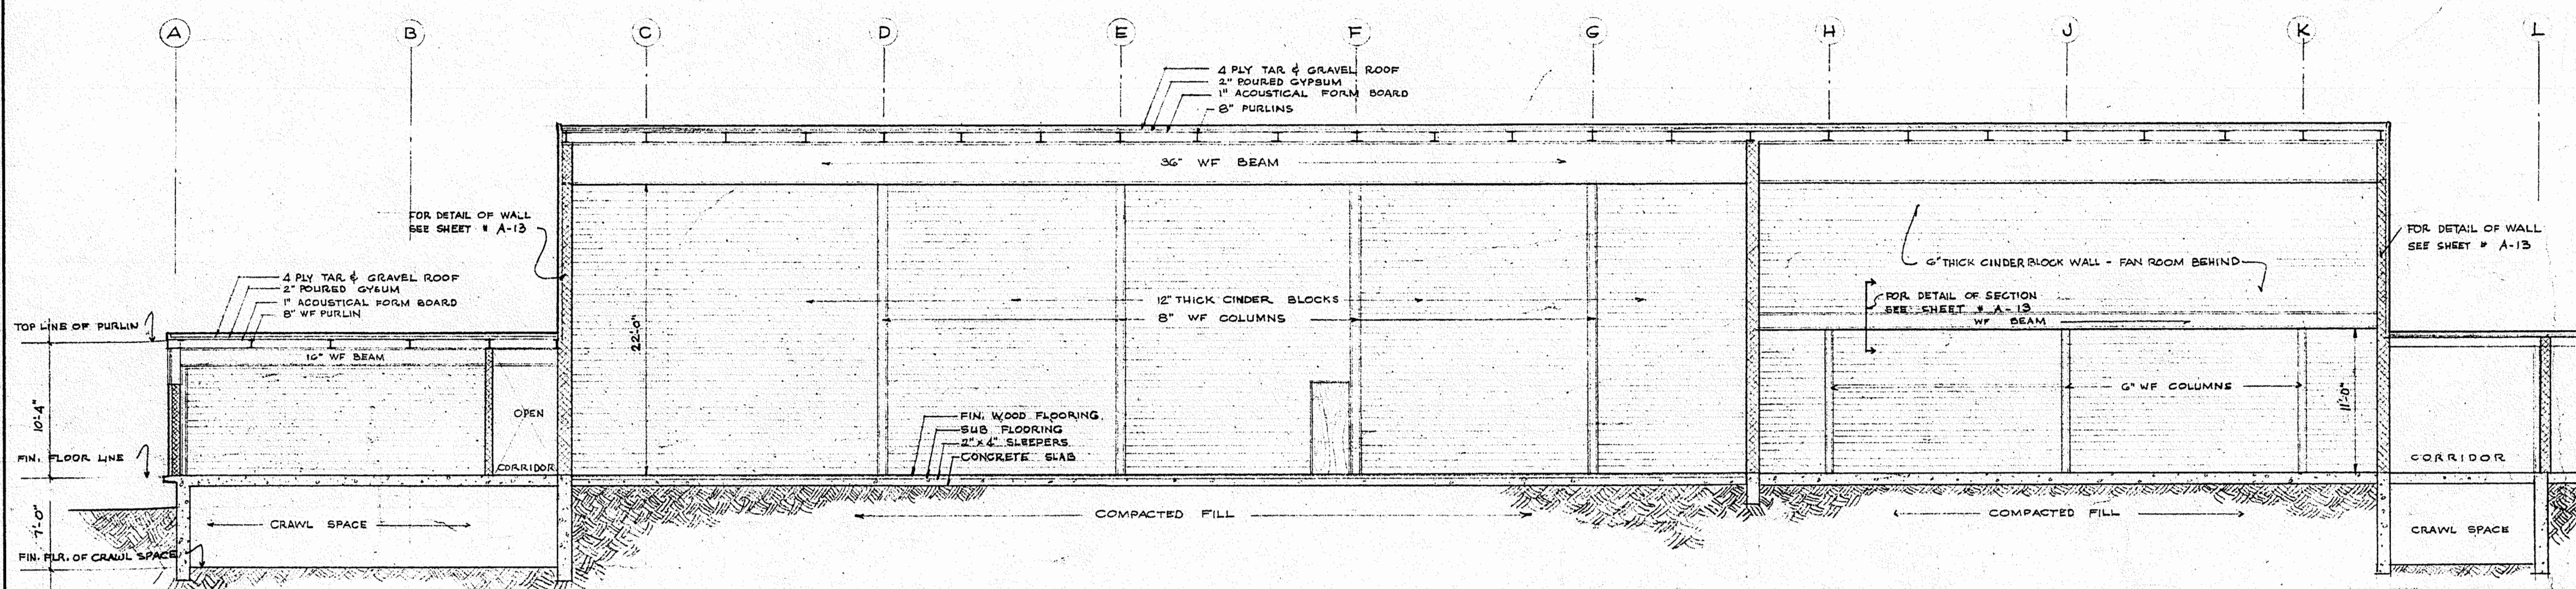 A B C D E F G H J K L
4 PLY TAR & GRAVEL ROOF
2" POURED GYPSUM
1" ACOUSTICAL FORM BOARD
8" PURLINS
36" WF BEAM
FOR DETAIL OF WALL
SEE SHEET # A-13
FOR DETAIL OF WALL
SEE SHEET # A-13
4 PLY TAR & GRAVEL ROOF
2" POURED GYSUM
1" ACOUSTICAL FORM BOARD
8" WF PURLIN
TOP LINE OF PURLIN
16" WF BEAM
6" THICK CINDERBLOCK WALL - FAN ROOM BEHIND
12" THICK CINDER BLOCKS
8" WF COLUMNS
FOR DETAIL OF SECTION
SEE SHEET # A-13
WF BEAM
22'-0"
10'-4"
OPEN
CORRIDOR
FIN. WOOD FLOORING
SUB FLOORING
2" x 4" SLEEPERS
CONCRETE SLAB
6" WF COLUMNS
11'-0"
CORRIDOR
FIN. FLOOR LINE
7'-0"
CRAWL SPACE
COMPACTED FILL
COMPACTED FILL
CRAWL SPACE
FIN. FLR. OF CRAWL SPACE